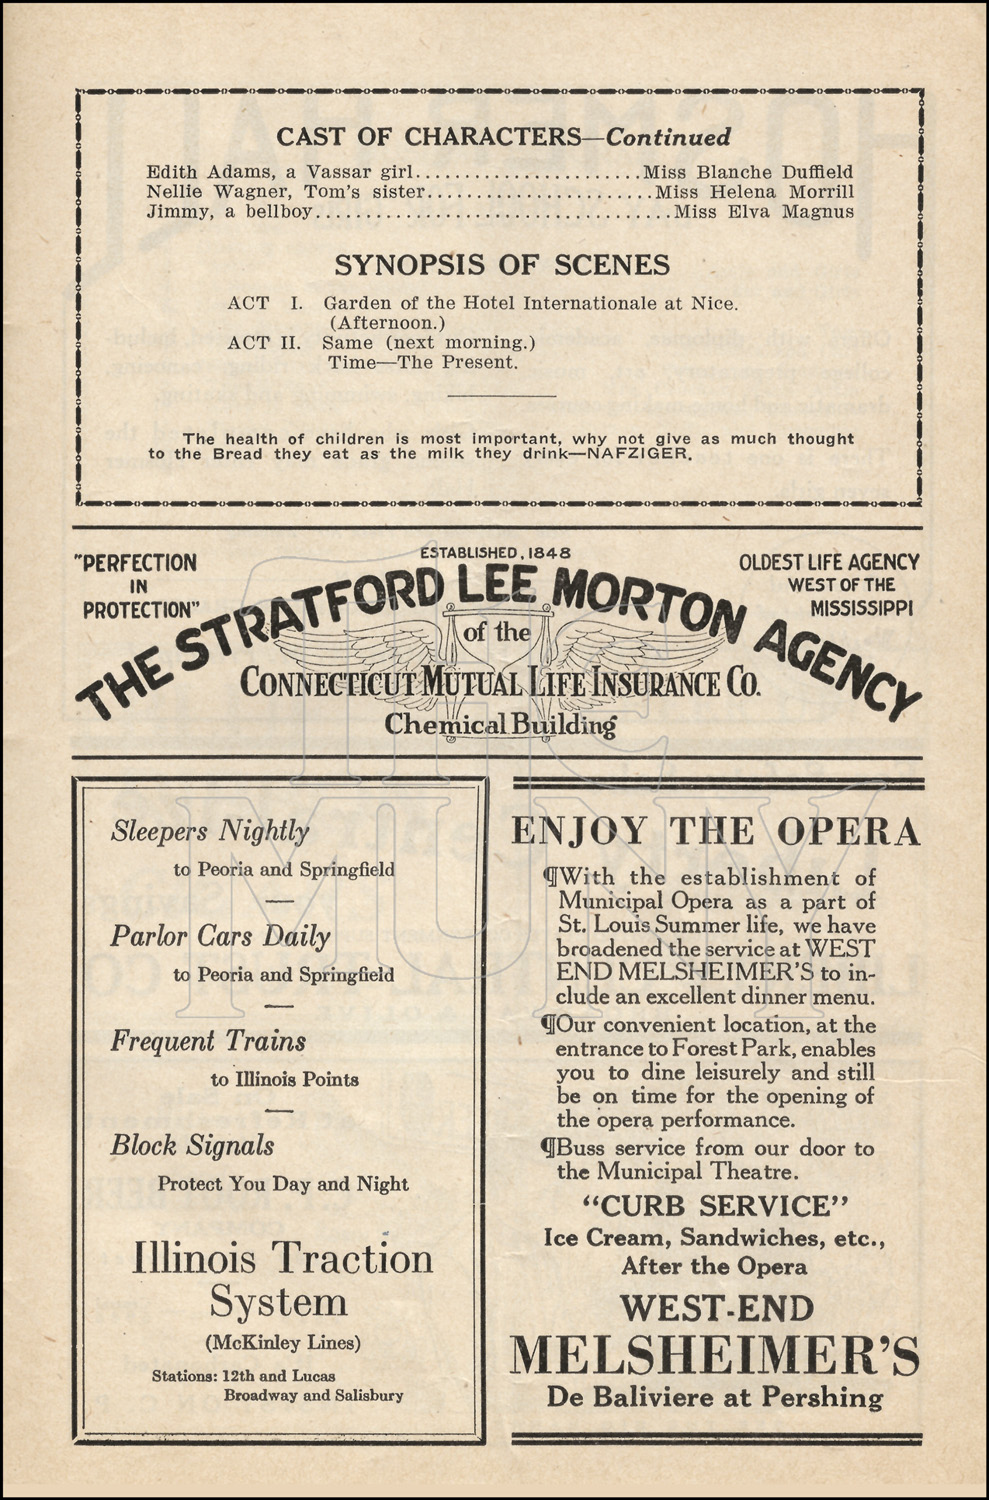 CAST OF CHARACTERS—Continued
Edith Adams, a Vassar girl.......................Miss Blanche Duffield
Nellie Wagner, Tom's sister.......................Miss Helena Morrill
Jimmy, a bellboy....................................Miss Elva Magnus
SYNOPSIS OF SCENES
ACT I. Garden of the Hotel Internationale at Nice.
(Afternoon.)
ACT II. Same (next morning.)
Time—The Present.
The health of children is most important, why not give as much thought
to the Bread they eat as the milk they drink—NAFZIGER.
"PERFECTION
IN
PROTECTION"
ESTABLISHED, 1848
OLDEST LIFE AGENCY
WEST OF THE
MISSISSIPPI
THE STRATFORD LEE MORTON AGENCY
of the
CONNECTICUT MUTUAL LIFE INSURANCE CO.
Chemical Building
THE
MUNY
Sleepers Nightly
to Peoria and Springfield
Parlor Cars Daily
to Peoria and Springfield
Frequent Trains
to Illinois Points
Block Signals
Protect You Day and Night
Illinois Traction
System
(McKinley Lines)
Stations: 12th and Lucas
Broadway and Salisbury
ENJOY THE OPERA
¶With the establishment of
Municipal Opera as a part of
St. Louis Summer life, we have
broadened the service at WEST
END MELSHEIMER'S to in-
clude an excellent dinner menu.
¶Our convenient location, at the
entrance to Forest Park, enables
you to dine leisurely and still
be on time for the opening of
the opera performance.
¶Buss service from our door to
the Municipal Theatre.
"CURB SERVICE"
Ice Cream, Sandwiches, etc.,
After the Opera
WEST-END
MELSHEIMER'S
De Baliviere at Pershing